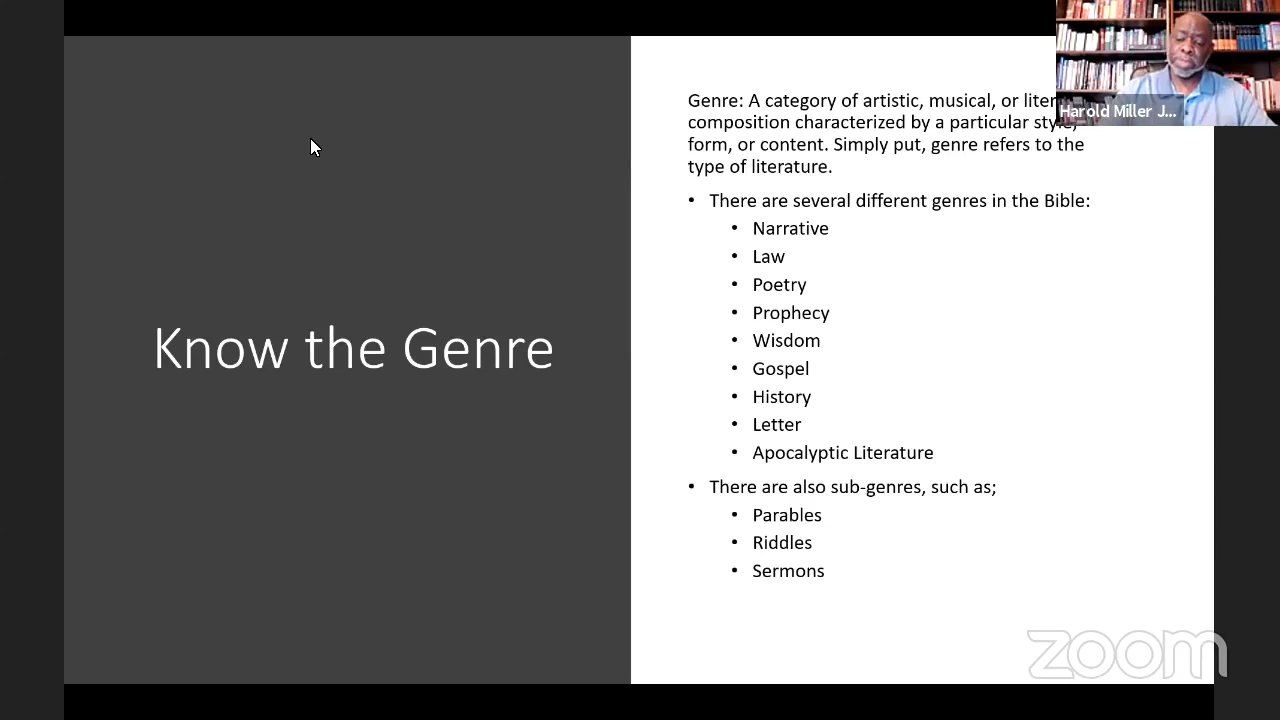 Know the Genre
Genre: A category of artistic, musical, or
composition characterized by a particular style,
form, or content. Simply put, genre refers to the
type of literature.
• There are several different genres in the Bible:
• Narrative
• Law
• Poetry
• Prophecy
• Wisdom
• Gospel
• History
• Letter
• Apocalyptic Literature
• There are also sub-genres, such as;
• Parables
• Riddles
• Sermons
Harold Miller J...
zoom